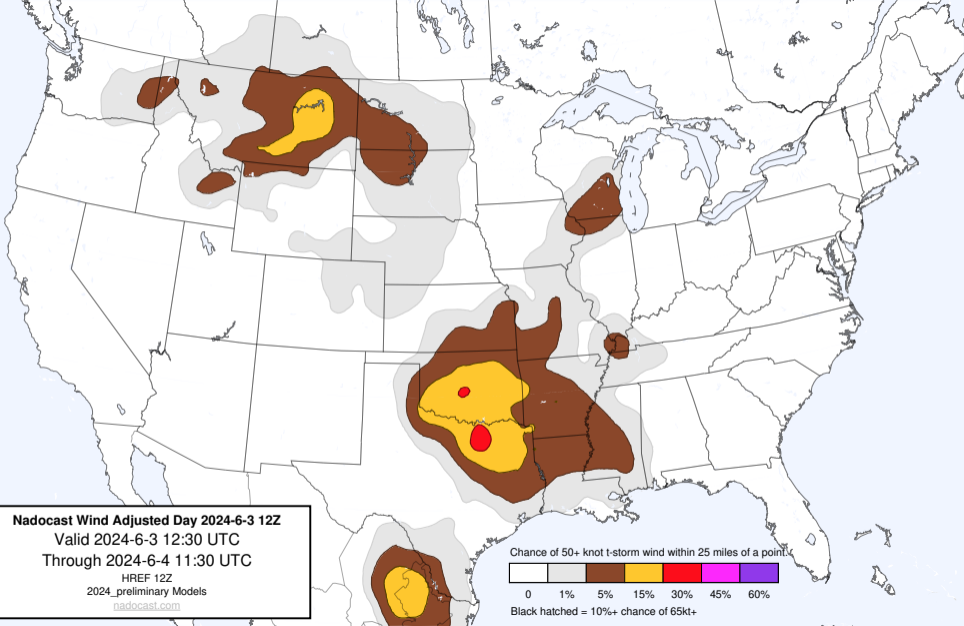 Nadocast Wind Adjusted Day 2024-6-3 12Z
Valid 2024-6-3 12:30 UTC
Through 2024-6-4 11:30 UTC
HREF 12Z
2024_preliminary Models
nadocast.com
Chance of 50+ knot t-storm wind within 25 miles of a point.
0 1% 5% 15% 30% 45% 60%
Black hatched = 10%+ chance of 65kt+